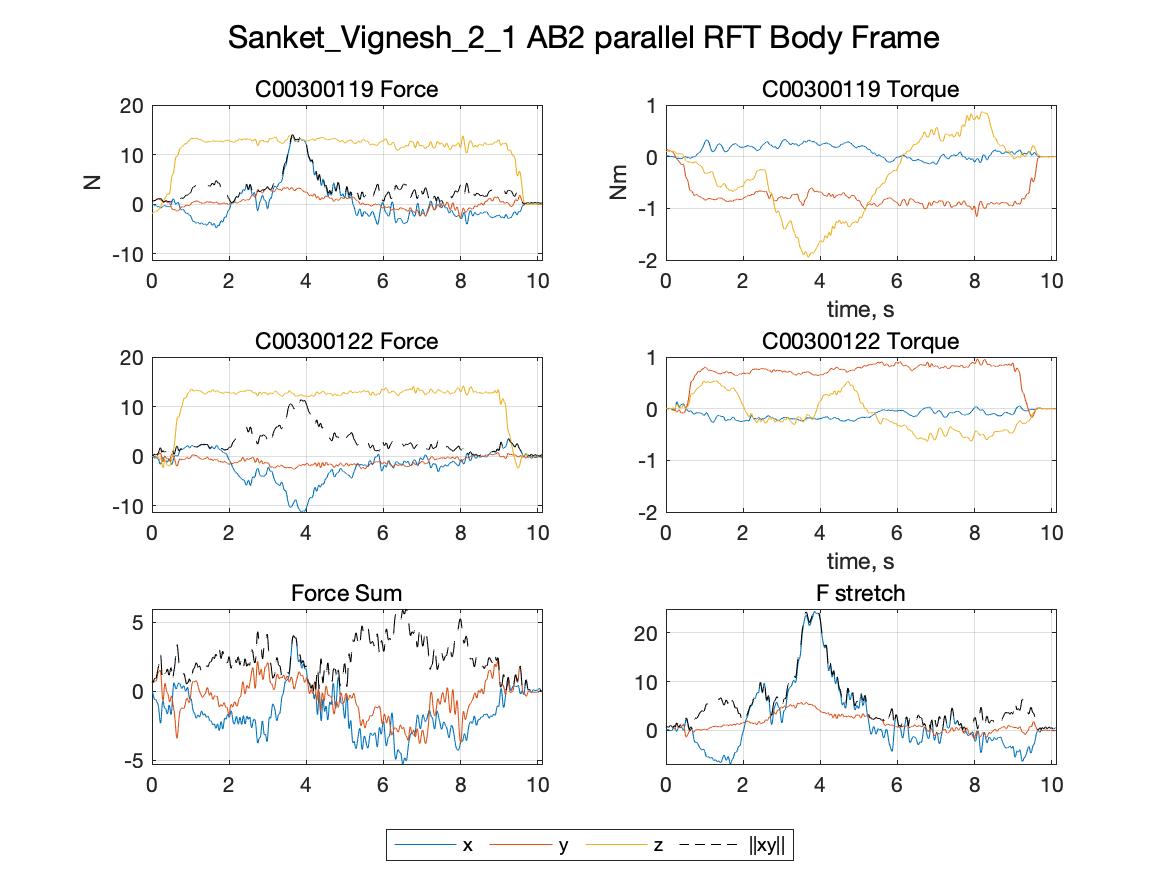 Sanket_Vignesh_2_1 AB2 parallel RFT Body Frame
C00300119 Force
20
10
0
-10
N
0 2 4 6 8 10
C00300119 Torque
1
0
-1
-2
Nm
0 2 4 6 8 10
time, s
C00300122 Force
20
10
0
-10
0 2 4 6 8 10
C00300122 Torque
1
0
-1
-2
0 2 4 6 8 10
time, s
Force Sum
5
0
-5
0 2 4 6 8 10
F stretch
20
10
0
0 2 4 6 8 10
x y z ||xy||